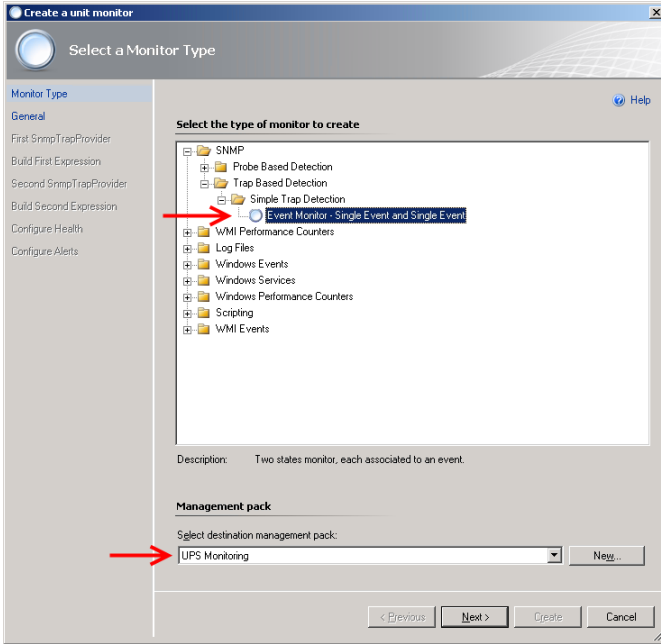 Create a unit monitor
Select a Monitor Type
Monitor Type
General
First SnmpTrapProvider
Build First Expression
Second SnmpTrapProvider
Build Second Expression
Configure Health
Configure Alerts
Help
Select the type of monitor to create
SNMP
Probe Based Detection
Trap Based Detection
Simple Trap Detection
Event Monitor - Single Event and Single Event
WMI Performance Counters
Log Files
Windows Events
Windows Services
Windows Performance Counters
Scripting
WMI Events
Description: Two states monitor, each associated to an event.
Management pack
Select destination management pack:
UPS Monitoring New...
< Previous Next > Create Cancel